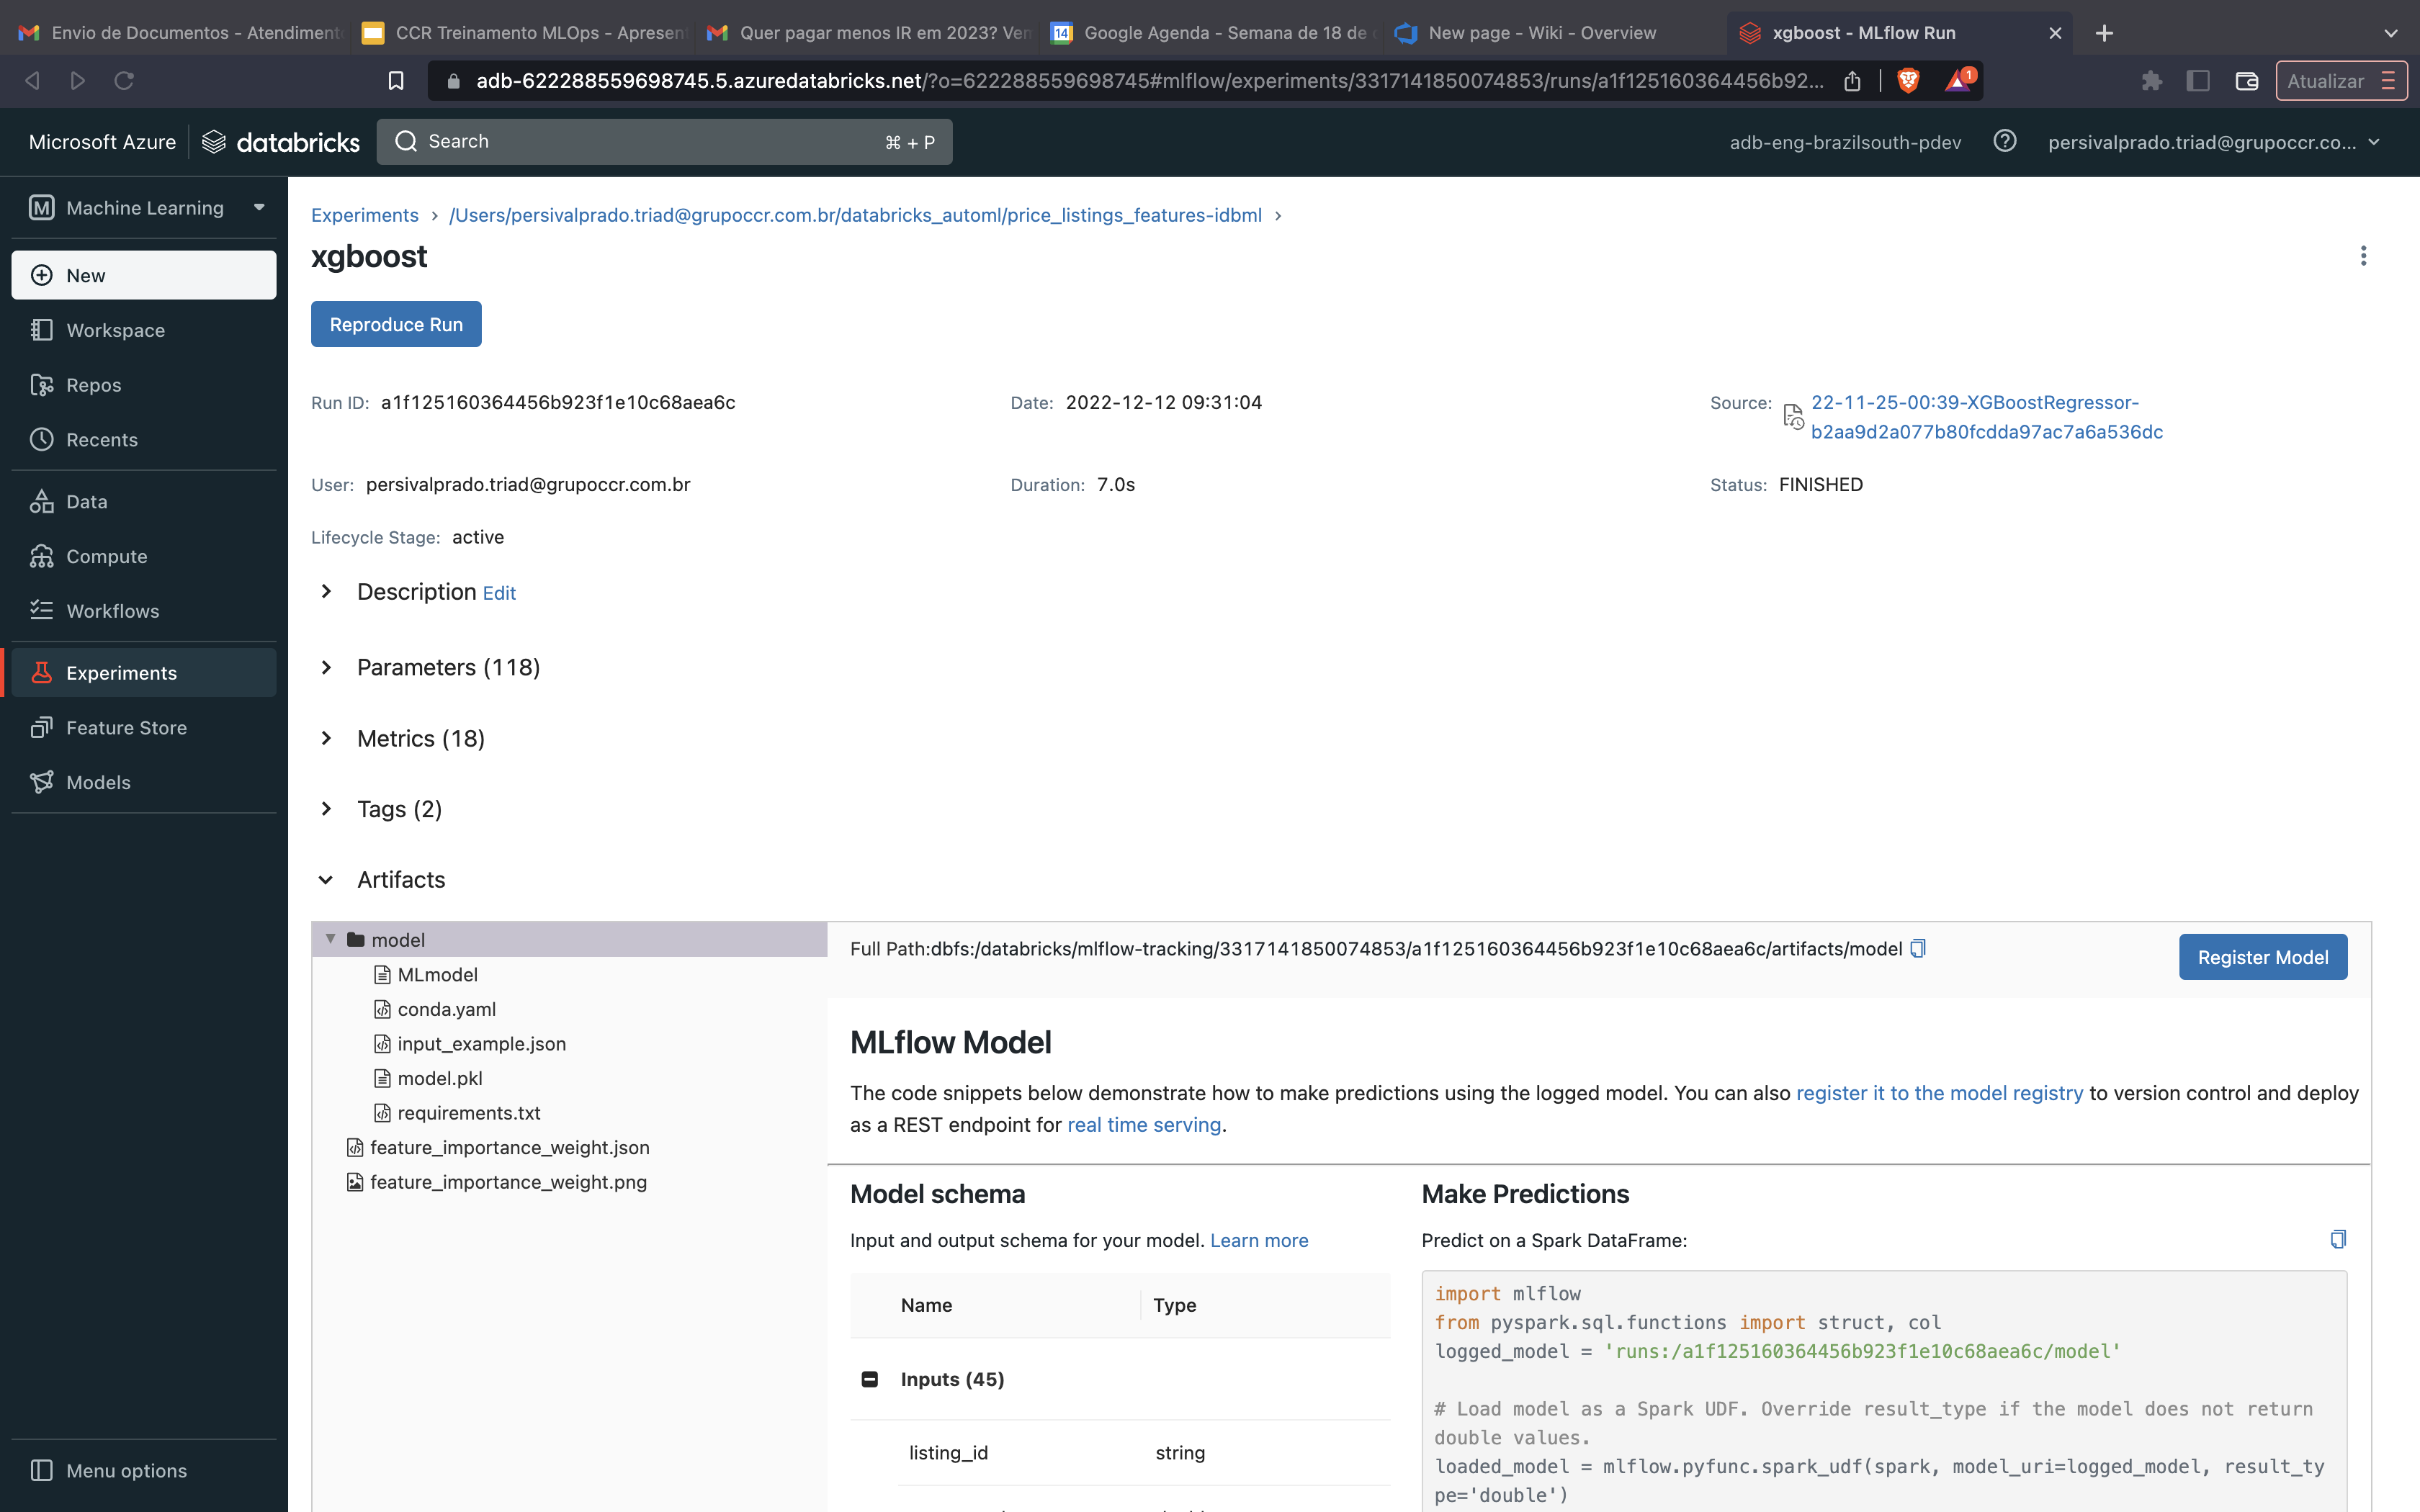 Envio de Documentos - Atendiment
CCR Treinamento MLOps - Apresen
Quer pagar menos IR em 2023? Ven
Google Agenda - Semana de 18 de
New page - Wiki - Overview
xgboost - MLflow Run
adb-622288559698745.5.azuredatabricks.net/?o=622288559698745#mlflow/experiments/3317141850074853/runs/a1f125160364456b92...
1
Atualizar
Microsoft Azure
databricks
Search
⌘ + P
adb-eng-brazilsouth-pdev
persivalprado.triad@grupoccr.co...
Machine Learning
New
Workspace
Repos
Recents
Data
Compute
Workflows
Experiments
Feature Store
Models
Menu options
Experiments > /Users/persivalprado.triad@grupoccr.com.br/databricks_automl/price_listings_features-idbml >
xgboost
Reproduce Run
Run ID: a1f125160364456b923f1e10c68aea6c
Date: 2022-12-12 09:31:04
Source: 22-11-25-00:39-XGBoostRegressor-
b2aa9d2a077b80fcdda97ac7a6a536dc
User: persivalprado.triad@grupoccr.com.br
Duration: 7.0s
Status: FINISHED
Lifecycle Stage: active
Description Edit
Parameters (118)
Metrics (18)
Tags (2)
Artifacts
model
MLmodel
conda.yaml
input_example.json
model.pkl
requirements.txt
feature_importance_weight.json
feature_importance_weight.png
Full Path:dbfs:/databricks/mlflow-tracking/3317141850074853/a1f125160364456b923f1e10c68aea6c/artifacts/model
Register Model
MLflow Model
The code snippets below demonstrate how to make predictions using the logged model. You can also register it to the model registry to version control and deploy
as a REST endpoint for real time serving.
Model schema
Input and output schema for your model. Learn more
Name
Type
Inputs (45)
listing_id
string
Make Predictions
Predict on a Spark DataFrame:
import mlflow
from pyspark.sql.functions import struct, col
logged_model = 'runs:/a1f125160364456b923f1e10c68aea6c/model'
# Load model as a Spark UDF. Override result_type if the model does not return
double values.
loaded_model = mlflow.pyfunc.spark_udf(spark, model_uri=logged_model, result_ty
pe='double')